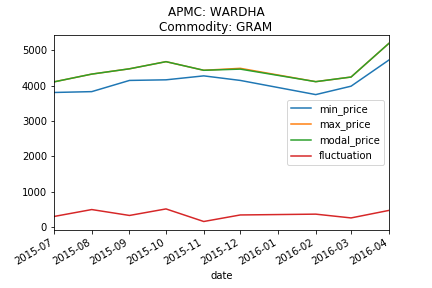 APMC: WARDHA
Commodity: GRAM
5000
4000
3000
2000
1000
0
min_price
max_price
modal_price
fluctuation
2015-07
2015-08
2015-09
2015-10
2015-11
2015-12
2016-01
2016-02
2016-03
2016-04
date